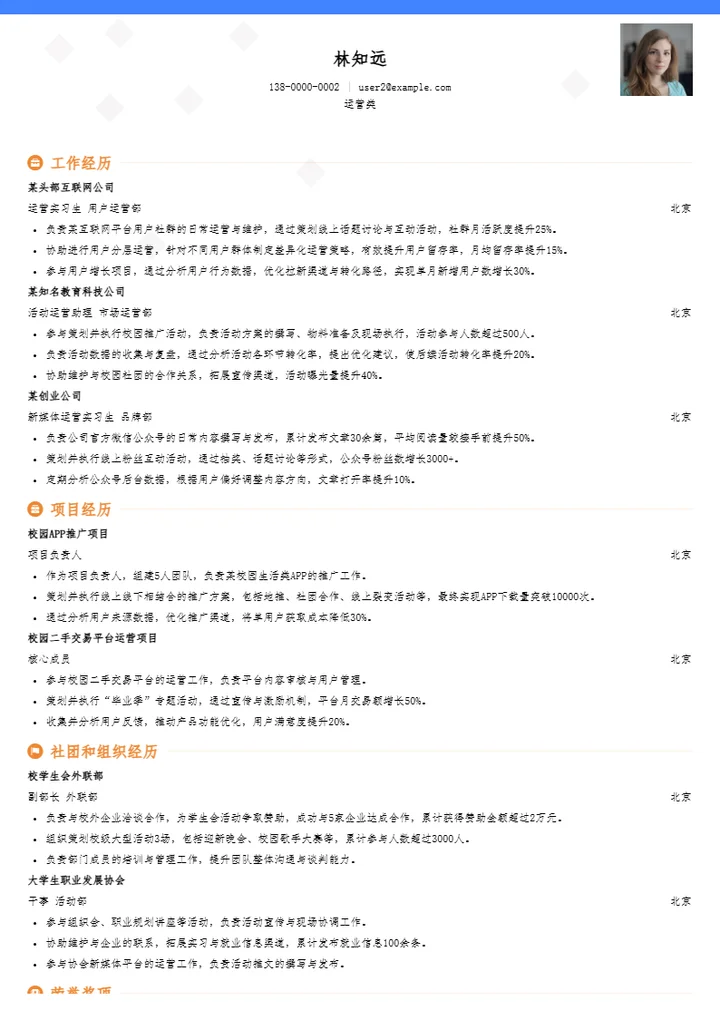 林知远
138-0000-0002 | user2@example.com
运营类
工作经历
某头部互联网公司
运营实习生 用户运营部 北京
• 负责某互联网平台用户社群的日常运营与维护，通过策划线上话题讨论与互动活动，社群月活跃度提升25%。
• 协助进行用户分层运营，针对不同用户群体制定差异化运营策略，有效提升用户留存率，月均留存率提升15%。
• 参与用户增长项目，通过分析用户行为数据，优化拉新渠道与转化路径，实现单月新增用户数增长30%。
某知名教育科技公司
活动运营助理 市场运营部 北京
• 参与策划并执行校园推广活动，负责活动方案的撰写、物料准备及现场执行，活动参与人数超过500人。
• 负责活动数据的收集与复盘，通过分析活动各环节转化率，提出优化建议，使后续活动转化率提升20%。
• 协助维护与校园社团的合作关系，拓展宣传渠道，活动曝光量提升40%。
某创业公司
新媒体运营实习生 品牌部 北京
• 负责公司官方微信公众号的日常内容撰写与发布，累计发布文章30余篇，平均阅读量较接手前提升50%。
• 策划并执行线上粉丝互动活动，通过抽奖、话题讨论等形式，公众号粉丝数增长3000+。
• 定期分析公众号后台数据，根据用户偏好调整内容方向，文章打开率提升10%。
项目经历
校园APP推广项目
项目负责人 北京
• 作为项目负责人，组建5人团队，负责某校园生活类APP的推广工作。
• 策划并执行线上线下相结合的推广方案，包括地推、社团合作、线上裂变活动等，最终实现APP下载量突破10000次。
• 通过分析用户来源数据，优化推广渠道，将单用户获取成本降低30%。
校园二手交易平台运营项目
核心成员 北京
• 参与校园二手交易平台的运营工作，负责平台内容审核与用户管理。
• 策划并执行“毕业季”专题活动，通过宣传与激励机制，平台月交易额增长50%。
• 收集并分析用户反馈，推动产品功能优化，用户满意度提升20%。
社团和组织经历
校学生会外联部
副部长 外联部 北京
• 负责与校外企业洽谈合作，为学生会活动争取赞助，成功与5家企业达成合作，累计获得赞助金额超过2万元。
• 组织策划校级大型活动3场，包括迎新晚会、校园歌手大赛等，累计参与人数超过3000人。
• 负责部门成员的培训与管理工作，提升团队整体沟通与谈判能力。
大学生职业发展协会
干事 活动部 北京
• 参与组织会、职业规划讲座等活动，负责活动宣传与现场协调工作。
• 协助维护与企业的联系，拓展实习与就业信息渠道，累计发布就业信息100余条。
• 参与协会新媒体平台的运营工作，负责活动推文的撰写与发布。
荣誉奖项